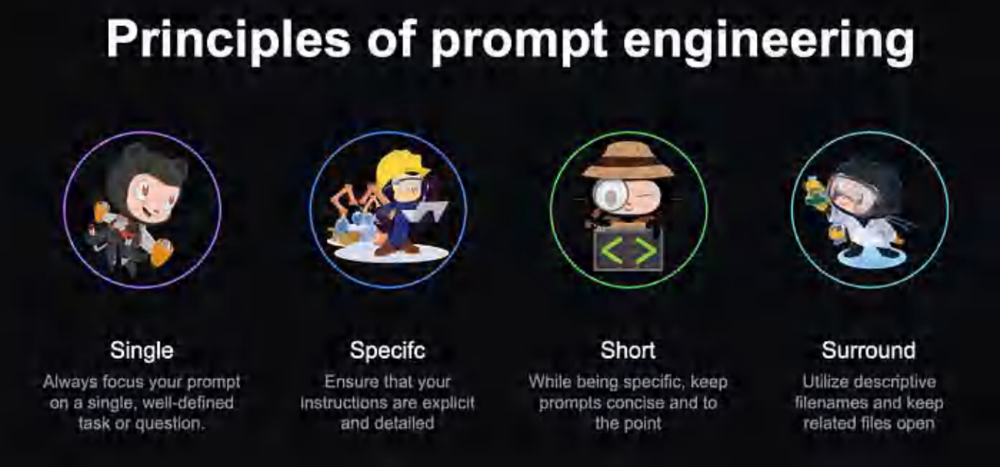 Principles of prompt engineering
Single
Always focus your prompt
on a single, well-defined
task or question.
Specifc
Ensure that your
instructions are explicit
and detailed
< >
Short
While being specific, keep
prompts concise and to
the point
Surround
Utilize descriptive
filenames and keep
related files open